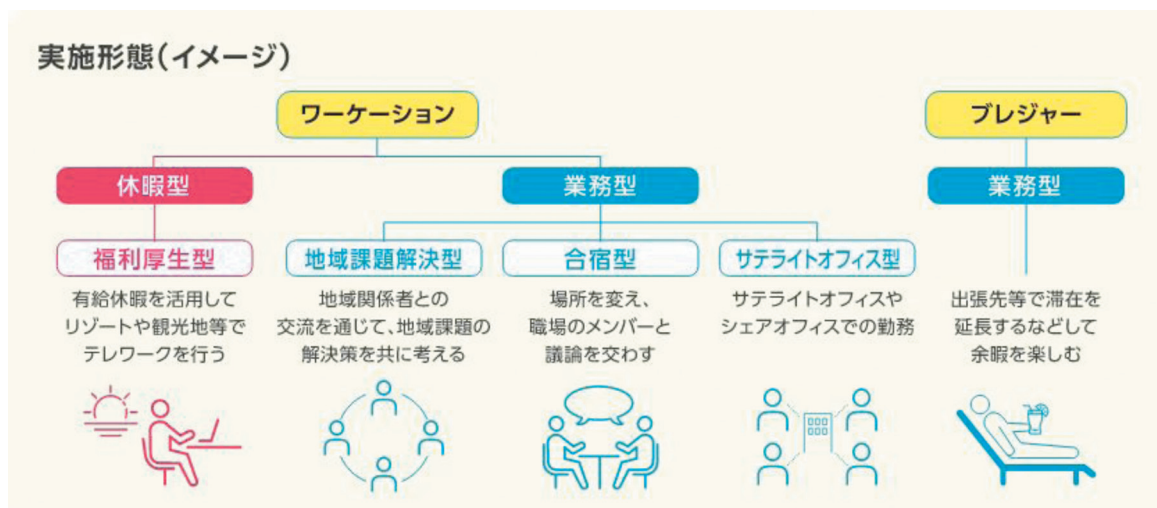 実施形態(イメージ)
ワーケーション
ブレジャー
休暇型
業務型
業務型
福利厚生型
地域課題解決型
合宿型
サテライトオフィス型
有給休暇を活用して
リゾートや観光地等で
テレワークを行う
地域関係者との
交流を通じて、地域課題の
解決策を共に考える
場所を変え、
職場のメンバーと
議論を交わす
サテライトオフィスや
シェアオフィスでの勤務
出張先等で滞在を
延長するなどして
余暇を楽しむ